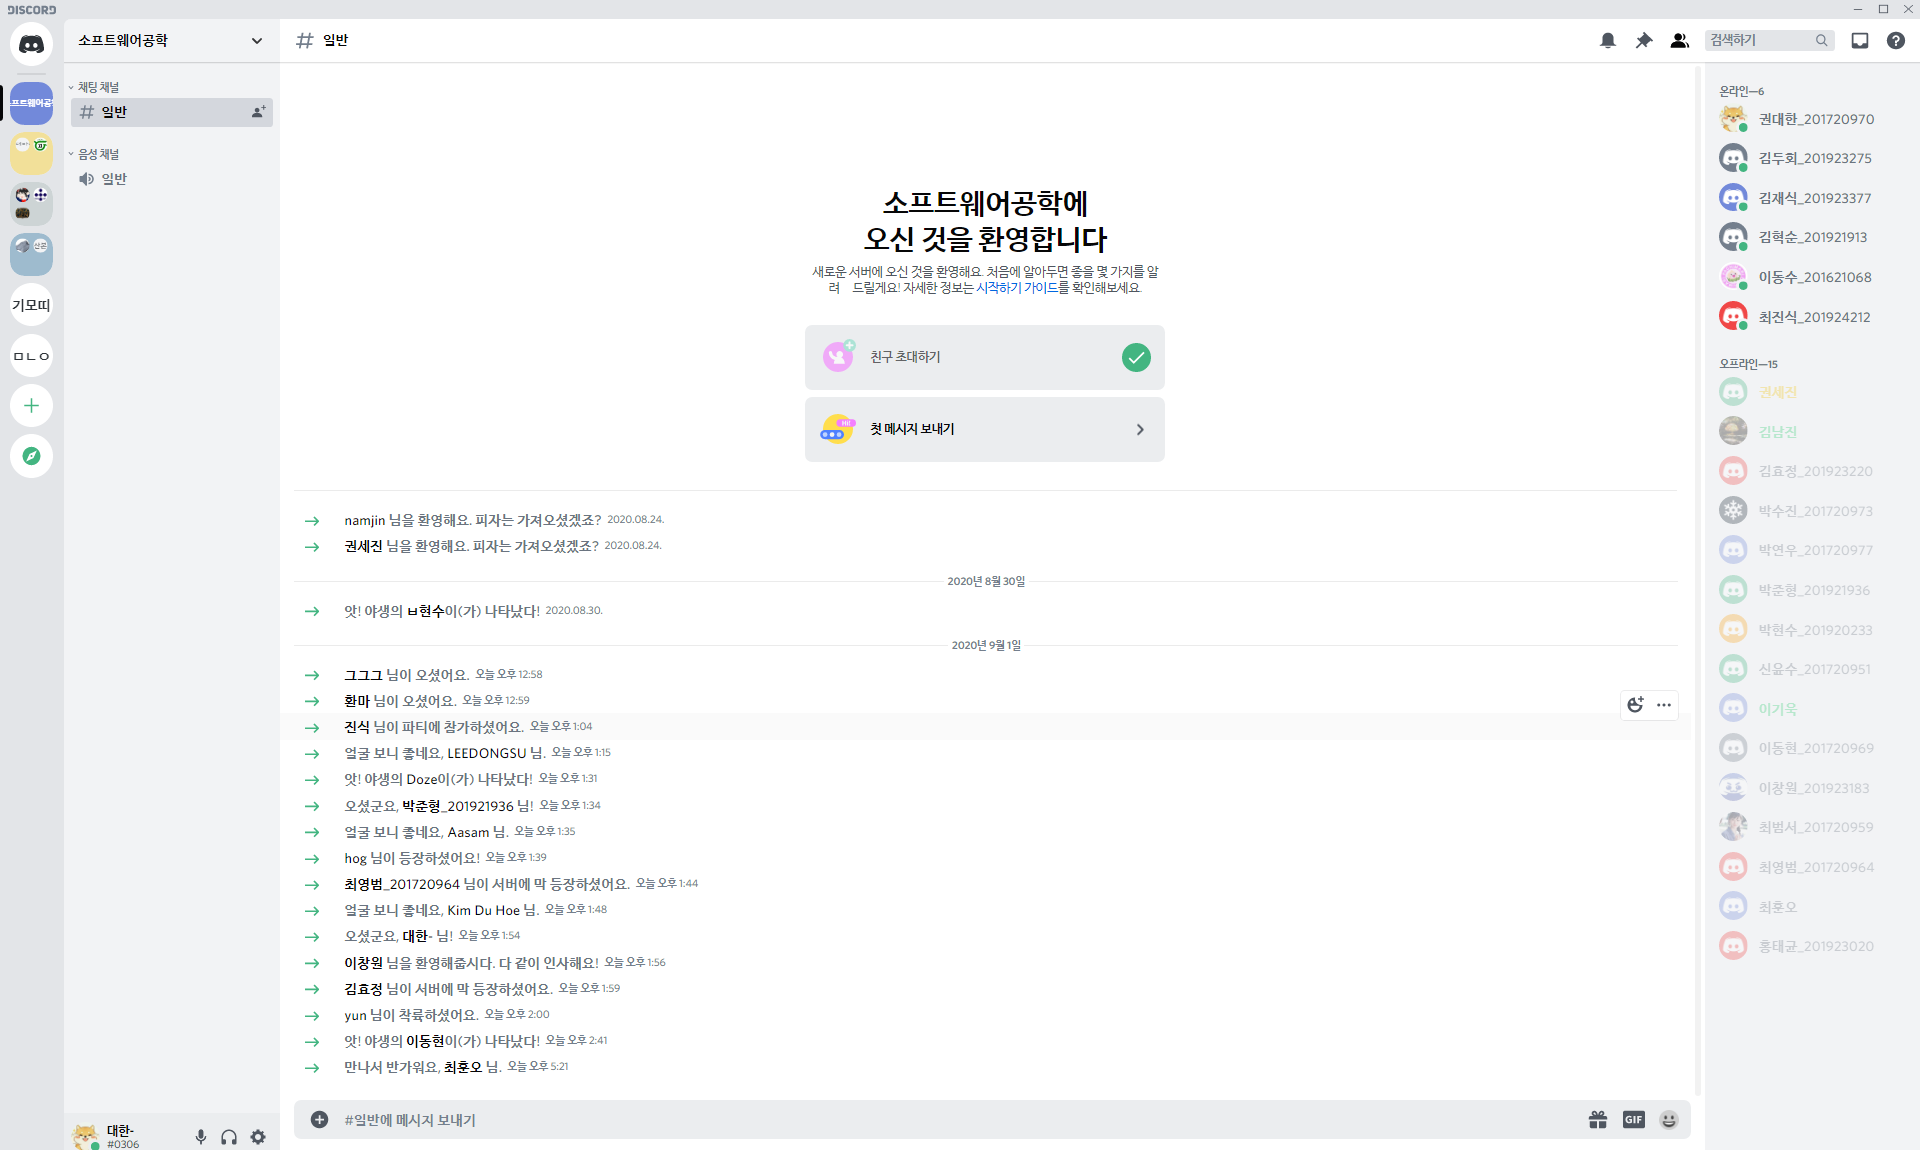 DISCORD
소프트웨어공학
일반
검색하기
채팅 채널
일반
음성 채널
일반
산은
기모띠
ㅁㄴㅇ
소프트웨어공학에
오신 것을 환영합니다
새로운 서버에 오신 것을 환영해요. 처음에 알아두면 좋을 몇 가지를 알
려 드릴게요! 자세한 정보는 시작하기 가이드를 확인해보세요.
친구 초대하기
첫 메시지 보내기
namjin 님을 환영해요. 피자는 가져오셨겠죠? 2020.08.24.
권세진 님을 환영해요. 피자는 가져오셨겠죠? 2020.08.24.
2020년 8월 30일
앗! 야생의 ㅂ현수이(가) 나타났다! 2020.08.30.
2020년 9월 1일
그그그 님이 오셨어요. 오늘 오후 12:58
환마 님이 오셨어요. 오늘 오후 12:59
진식 님이 파티에 참가하셨어요. 오늘 오후 1:04
얼굴 보니 좋네요, LEEDONGSU 님. 오늘 오후 1:15
앗! 야생의 Doze이(가) 나타났다! 오늘 오후 1:31
오셨군요, 박준형_201921936 님! 오늘 오후 1:34
얼굴 보니 좋네요, Aasam 님. 오늘 오후 1:35
hog 님이 등장하셨어요! 오늘 오후 1:39
최영범_201720964 님이 서버에 막 등장하셨어요. 오늘 오후 1:44
얼굴 보니 좋네요, Kim Du Hoe 님. 오늘 오후 1:48
오셨군요, 대한- 님! 오늘 오후 1:54
이창원 님을 환영해줍시다. 다 같이 인사해요! 오늘 오후 1:56
김효정 님이 서버에 막 등장하셨어요. 오늘 오후 1:59
yun 님이 착륙하셨어요. 오늘 오후 2:00
앗! 야생의 이동현이(가) 나타났다! 오늘 오후 2:41
만나서 반가워요, 최훈오 님. 오늘 오후 5:21
#일반에 메시지 보내기
GIF
대한-
#0306
온라인—6
권대한_201720970
김두회_201923275
김재식_201923377
김혁순_201921913
이동수_201621068
최진식_201924212
오프라인—15
권세진
김남진
김효정_201923220
박수진_201720973
박연우_201720977
박준형_201921936
박현수_201920233
신윤수_201720951
이기욱
이동현_201720969
이창원_201923183
최범서_201720959
최영범_201720964
최훈오
홍태균_201923020